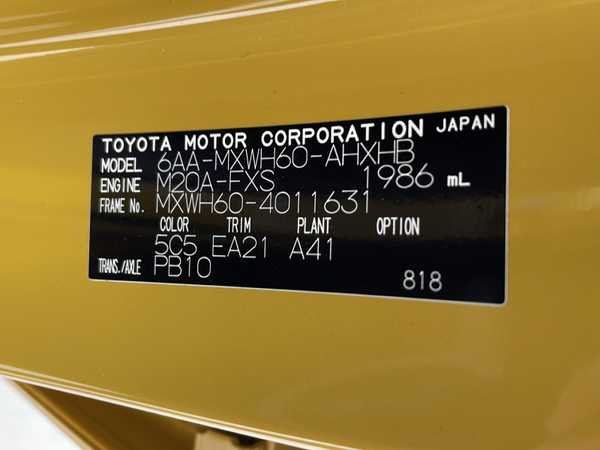 TOYOTA MOTOR CORPORATION JAPAN
MODEL 6AA-MXWH60-AHXHB
ENGINE M20A-FXS 1986 mL
FRAME No. MXWH60-4011631
COLOR TRIM PLANT OPTION
5C5 EA21 A41
TRANS./AXLE PB10
818